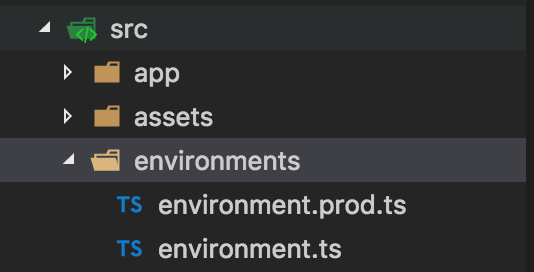 src
app
assets
environments
TS environment.prod.ts
TS environment.ts